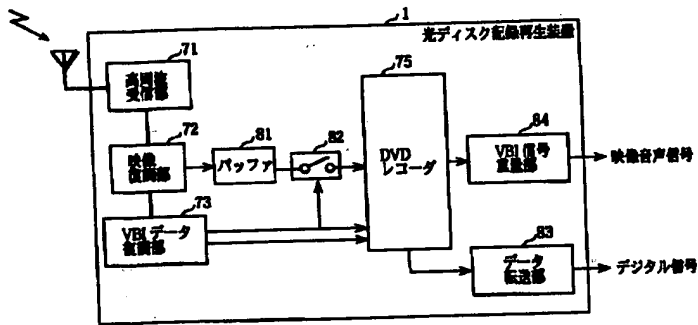 1
光ディスク記録再生装置
71
高周波
受信部
72
映像
復調部
73
VBIデータ
復調部
81
バッファ
82
75
DVD
レコーダ
84
VBI信号
重畳部
映像音声信号
83
データ
転送部
デジタル信号